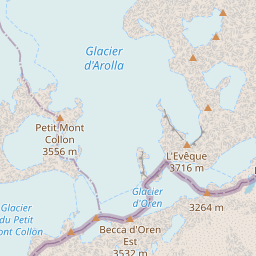 Glacier
d'Arolla
Petit Mont
Collon
3556 m
L'Evêque
3716 m
Glacier
d'Oren
3264 m
Glacier
du Petit
Mont Collon
Becca d'Oren
Est
3532 m